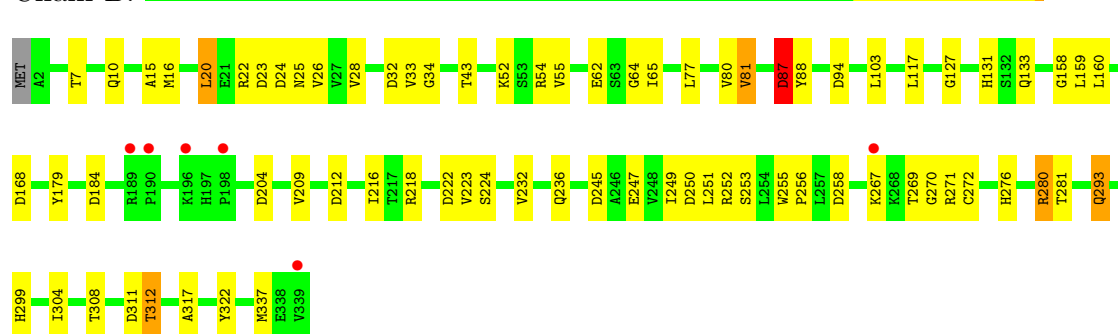 MET A2 T7 Q10 A15 M16 L20 E21 R22 D23 D24 N25 V26 V27 V28 D32 V33 G34 T43 K52 S53 R54 V55 E62 S63 G64 I65 L77 V80 V81 D87 Y88 D94 L103 L117 G127 H131 S132 Q133 G158 L159 L160
D168 Y179 D184 R189 P190 K196 H197 P198 D204 V209 D212 I216 T217 R218 D222 V223 S224 V232 Q236 D245 A246 E247 V248 I249 D250 L251 R252 S253 L254 W255 P256 L257 D258 K267 K268 T269 G270 R271 C272 H276 R280 T281 Q293
H299 I304 T308 D311 T312 A317 Y322 M337 E338 V339